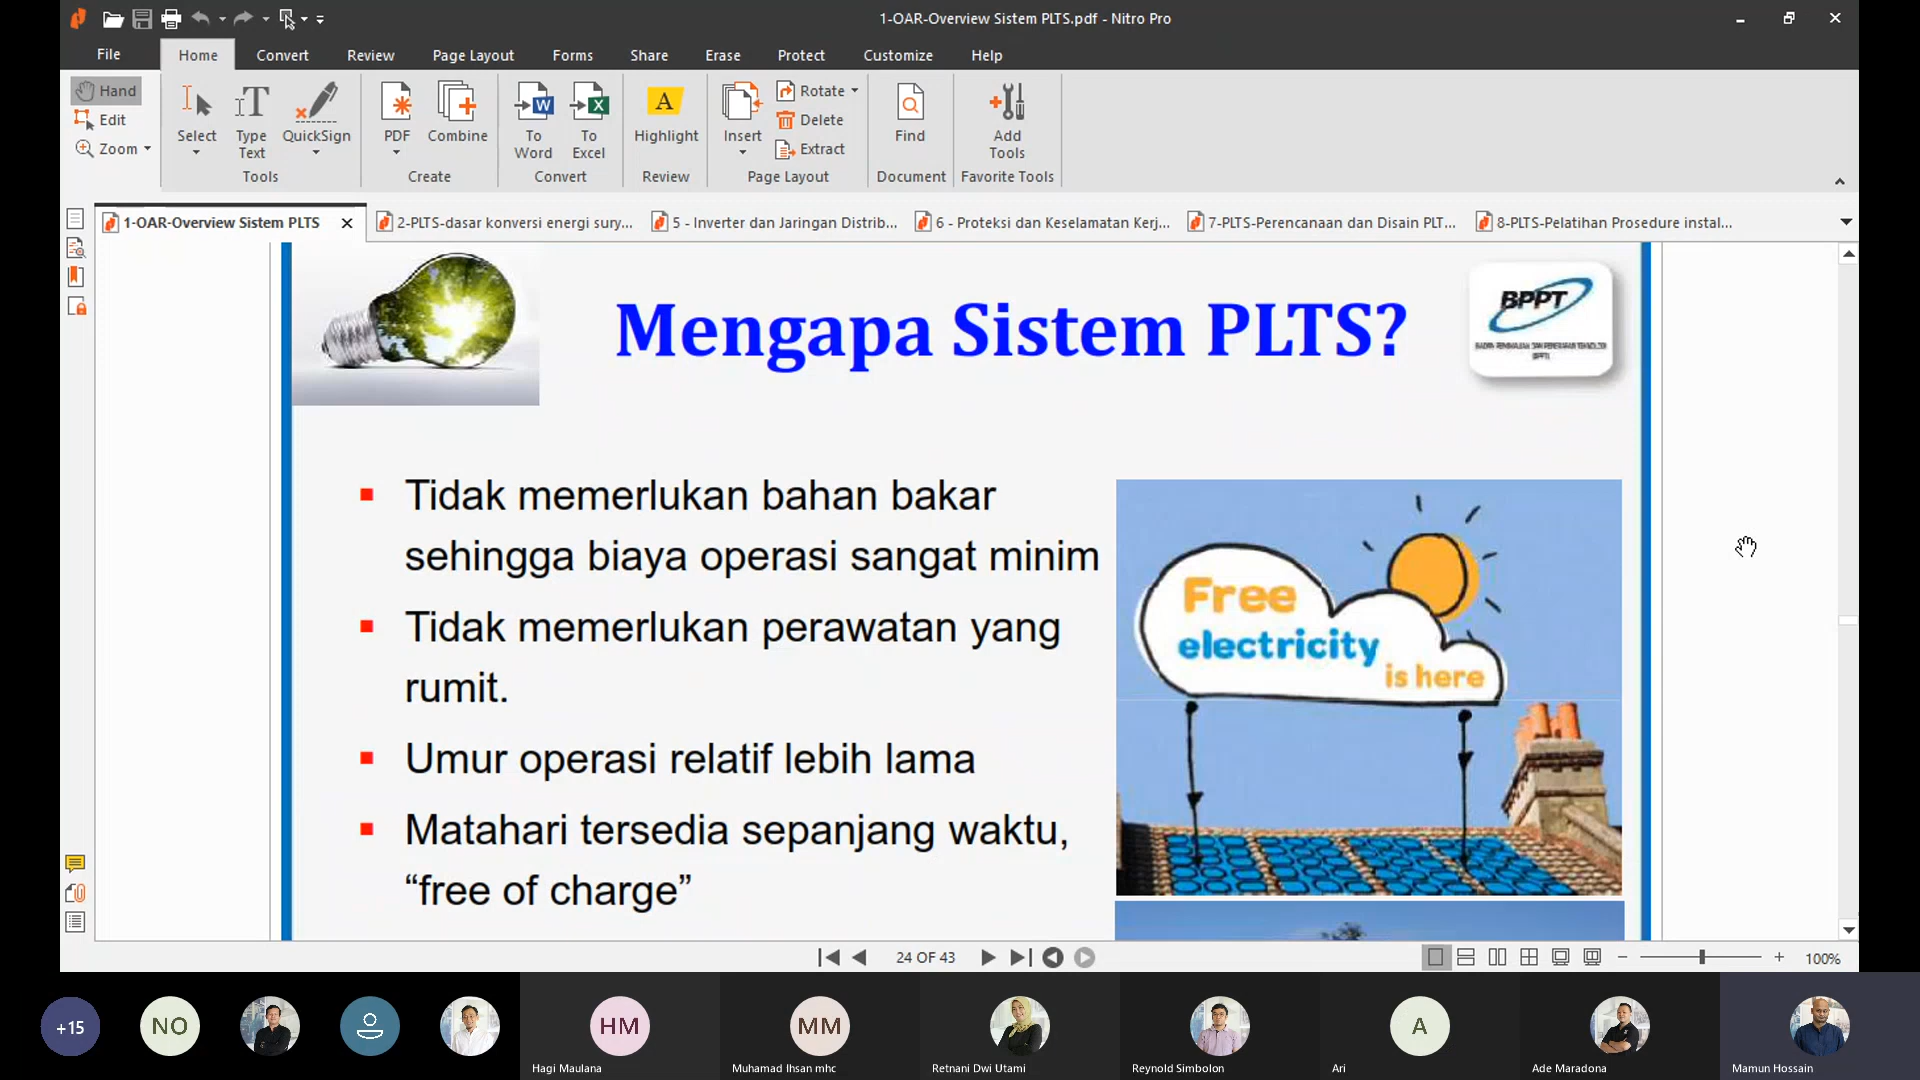 1-OAR-Overview Sistem PLTS.pdf - Nitro Pro
File Home Convert Review Page Layout Forms Share Erase Protect Customize Help
Hand
Edit
Zoom
Select
Type
Text
QuickSign
Tools
PDF
Combine
Create
To
Word
To
Excel
Convert
A
Highlight
Review
Insert
Rotate
Delete
Extract
Page Layout
Find
Document
Add
Tools
Favorite Tools
1-OAR-Overview Sistem PLTS
2-PLTS-dasar konversi energi sury...
5 - Inverter dan Jaringan Distrib...
6 - Proteksi dan Keselamatan Kerj...
7-PLTS-Perencanaan dan Disain PLT...
8-PLTS-Pelatihan Prosedure instal...
Mengapa Sistem PLTS?
BPPT
Tidak memerlukan bahan bakar
sehingga biaya operasi sangat minim
Tidak memerlukan perawatan yang
rumit.
Umur operasi relatif lebih lama
Matahari tersedia sepanjang waktu,
“free of charge”
Free
electricity
is here
24 OF 43
100%
+15
NO
HM
Hagi Maulana
MM
Muhamad Ihsan mhc
Retnani Dwi Utami
Reynold Simbolon
A
Ari
Ade Maradona
Mamun Hossain